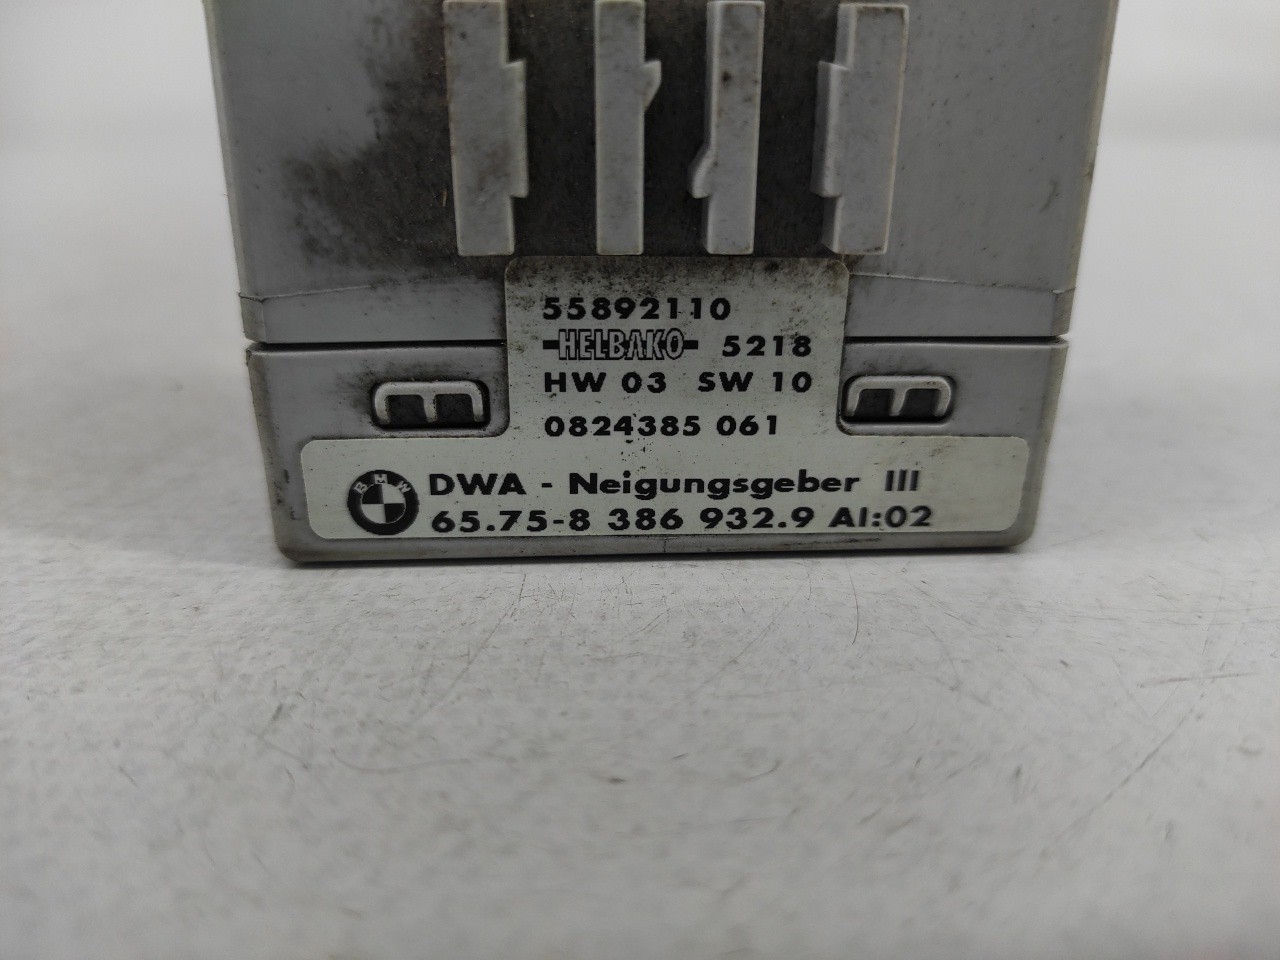 55892110
HELBAKO 5218
HW 03 SW 10
0824385 061
BMW DWA - Neigungsgeber III
65.75-8 386 932.9 AI:02